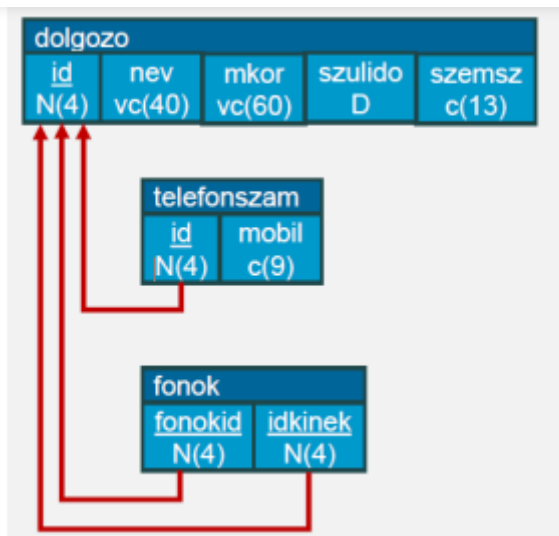 dolgozo
id nev mkor szulido szemsz
N(4) vc(40) vc(60) D c(13)
telefonszam
id mobil
N(4) c(9)
fonok
fonokid idkinek
N(4) N(4)